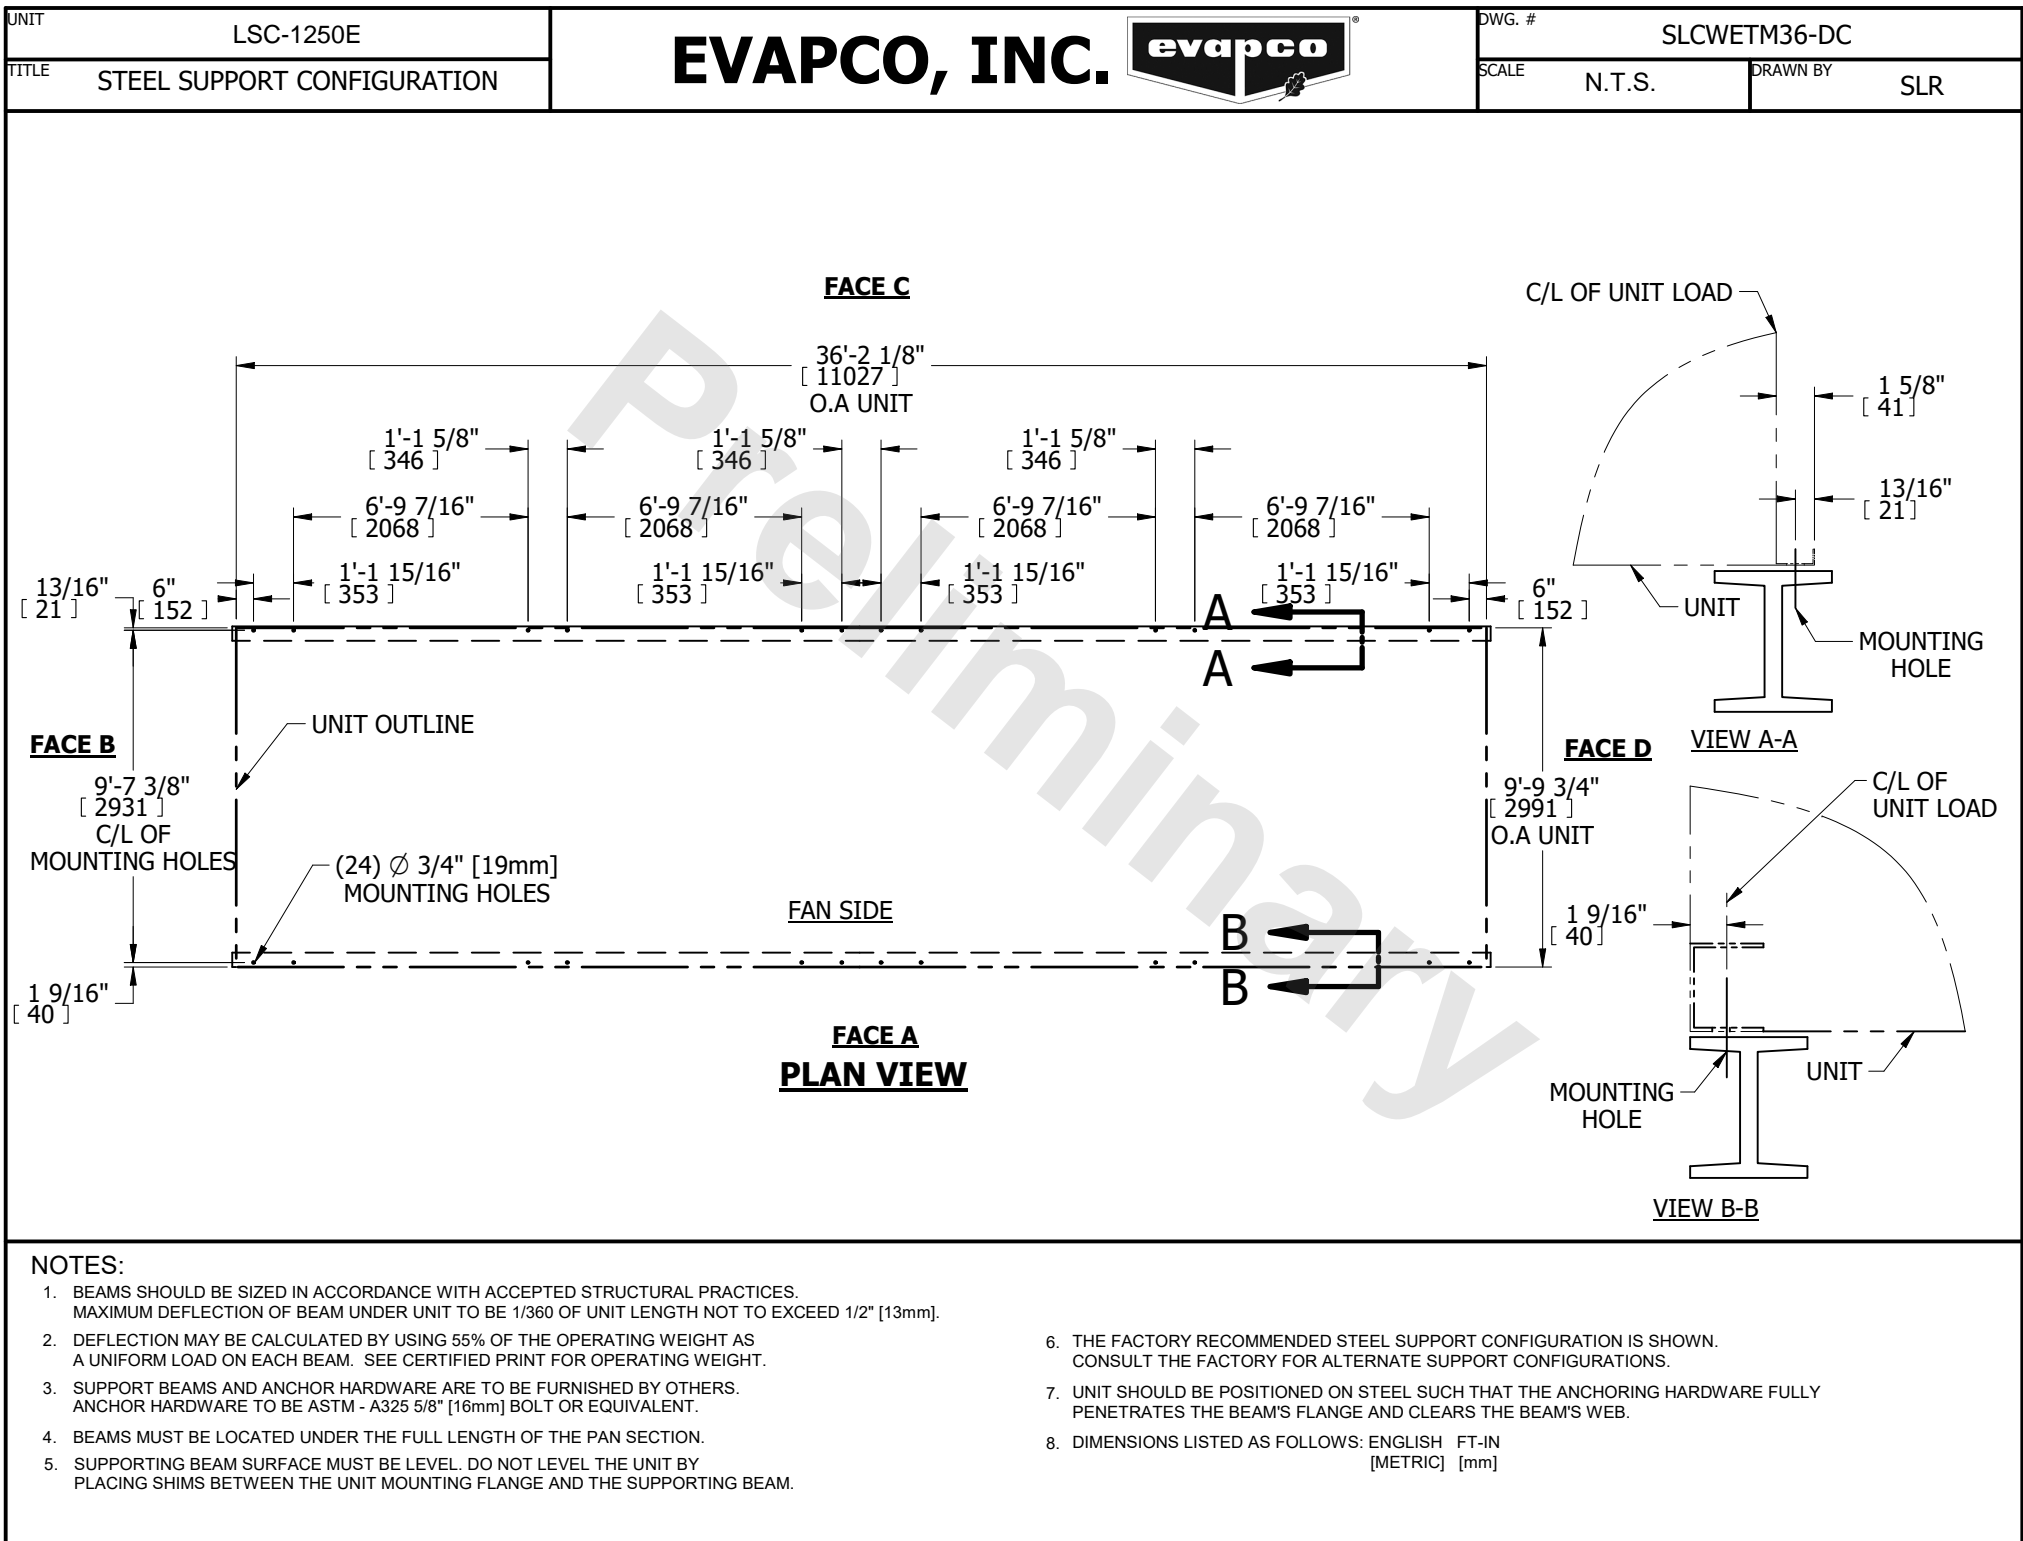 UNIT
LSC-1250E
TITLE
STEEL SUPPORT CONFIGURATION
EVAPCO, INC.
evapco
®
DWG. #
SLCWETM36-DC
SCALE
N.T.S.
DRAWN BY
SLR
FACE C
36'-2 1/8"
[ 11027 ]
O.A UNIT
1'-1 5/8"
[ 346 ]
1'-1 5/8"
[ 346 ]
1'-1 5/8"
[ 346 ]
6'-9 7/16"
[ 2068 ]
6'-9 7/16"
[ 2068 ]
6'-9 7/16"
[ 2068 ]
6'-9 7/16"
[ 2068 ]
13/16"
[ 21 ]
6"
[ 152 ]
1'-1 15/16"
[ 353 ]
1'-1 15/16"
[ 353 ]
1'-1 15/16"
[ 353 ]
1'-1 15/16"
[ 353 ]
6"
[ 152 ]
A
A
UNIT OUTLINE
FACE B
9'-7 3/8"
[ 2931 ]
C/L OF
MOUNTING HOLES
(24) Ø 3/4" [19mm]
MOUNTING HOLES
FAN SIDE
B
B
1 9/16"
[ 40 ]
FACE D
9'-9 3/4"
[ 2991 ]
O.A UNIT
FACE A
PLAN VIEW
Preliminary
C/L OF UNIT LOAD
1 5/8"
[ 41 ]
13/16"
[ 21 ]
UNIT
MOUNTING
HOLE
VIEW A-A
C/L OF
UNIT LOAD
1 9/16"
[ 40 ]
UNIT
MOUNTING
HOLE
VIEW B-B
NOTES:
1. BEAMS SHOULD BE SIZED IN ACCORDANCE WITH ACCEPTED STRUCTURAL PRACTICES.
MAXIMUM DEFLECTION OF BEAM UNDER UNIT TO BE 1/360 OF UNIT LENGTH NOT TO EXCEED 1/2" [13mm].
2. DEFLECTION MAY BE CALCULATED BY USING 55% OF THE OPERATING WEIGHT AS
A UNIFORM LOAD ON EACH BEAM. SEE CERTIFIED PRINT FOR OPERATING WEIGHT.
3. SUPPORT BEAMS AND ANCHOR HARDWARE ARE TO BE FURNISHED BY OTHERS.
ANCHOR HARDWARE TO BE ASTM - A325 5/8" [16mm] BOLT OR EQUIVALENT.
4. BEAMS MUST BE LOCATED UNDER THE FULL LENGTH OF THE PAN SECTION.
5. SUPPORTING BEAM SURFACE MUST BE LEVEL. DO NOT LEVEL THE UNIT BY
PLACING SHIMS BETWEEN THE UNIT MOUNTING FLANGE AND THE SUPPORTING BEAM.
6. THE FACTORY RECOMMENDED STEEL SUPPORT CONFIGURATION IS SHOWN.
CONSULT THE FACTORY FOR ALTERNATE SUPPORT CONFIGURATIONS.
7. UNIT SHOULD BE POSITIONED ON STEEL SUCH THAT THE ANCHORING HARDWARE FULLY
PENETRATES THE BEAM'S FLANGE AND CLEARS THE BEAM'S WEB.
8. DIMENSIONS LISTED AS FOLLOWS: ENGLISH FT-IN
[METRIC] [mm]